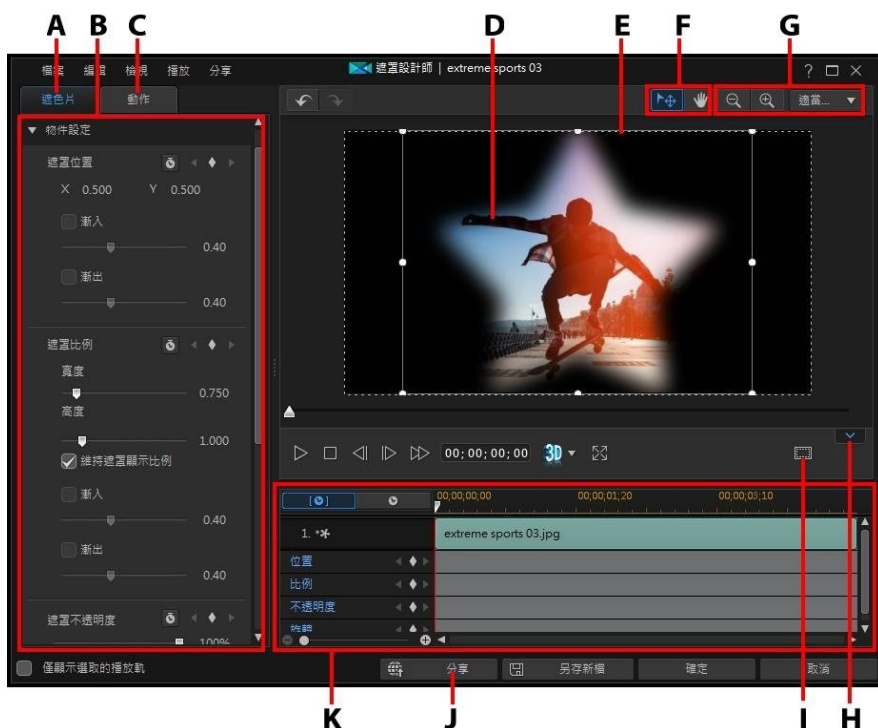 A B C D E F G
檔案 編輯 檢視 播放 分享 遮罩設計師 | extreme sports 03 ?
遮色片 動作 適當...
物件設定
遮罩位置
X 0.500 Y 0.500
漸入
0.40
漸出
0.40
遮罩比例
寬度
0.750
高度
1.000
維持遮罩顯示比例
漸入
0.40
漸出
0.40
遮罩不透明度
100%
00;00;00;00 3D
00;00;00;00 00;00;01;20 00;00;03;10
1. extreme sports 03.jpg
位置
比例
不透明度
旋轉
僅顯示選取的播放軌 分享 另存新檔 確定 取消
K J I H